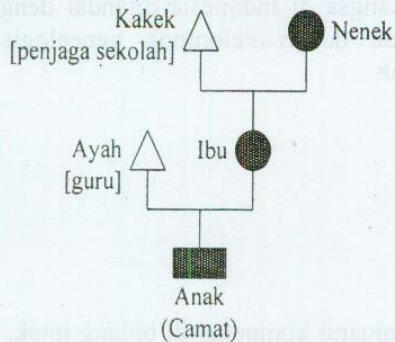 Kakek
[penjaga sekolah]
Nenek
Ayah
[guru]
Ibu
Anak
(Camat)